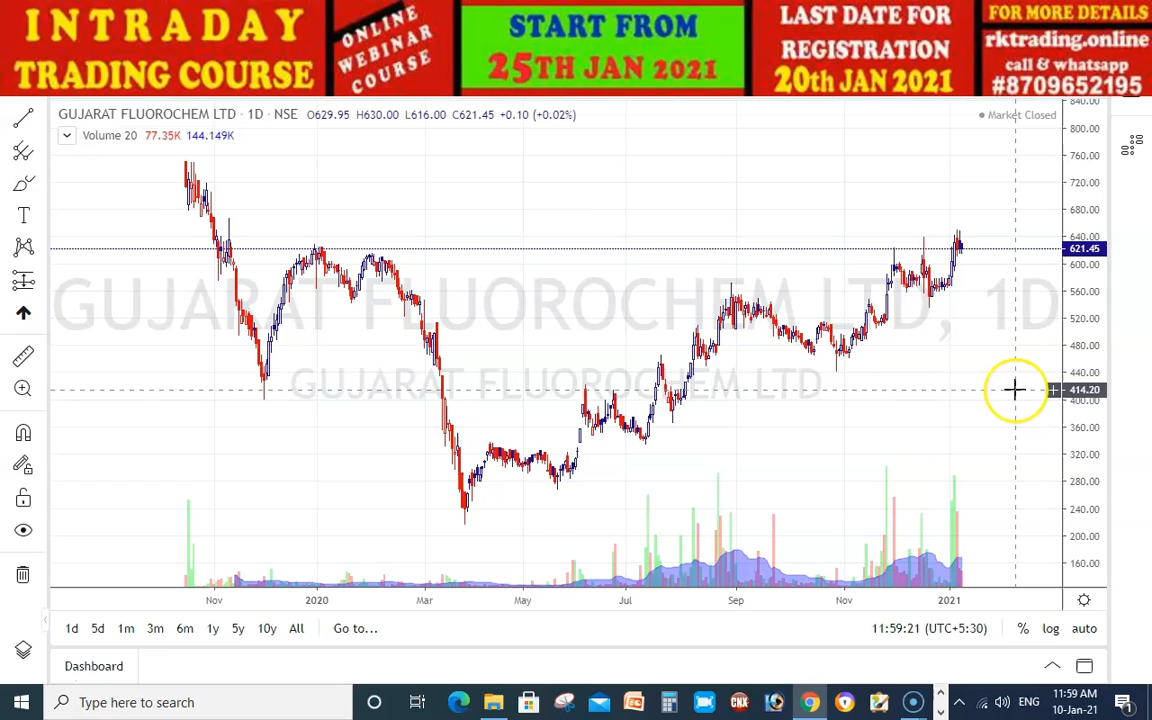 INTRADAY
TRADING COURSE
ONLINE
WEBINAR
COURSE
START FROM
25TH JAN 2021
LAST DATE FOR
REGISTRATION
20th JAN 2021
FOR MORE DETAILS
rktrading.online
call & whatsapp
#8709652195
GUJARAT FLUOROCHEM LTD · 1D · NSE O629.95 H630.00 L616.00 C621.45 +0.10 (+0.02%)
Market Closed
Volume 20 77.35K 144.149K
GUJARAT FLUOROCHEM LTD, 1D
GUJARAT FLUOROCHEM LTD
840.00
800.00
760.00
720.00
680.00
640.00
621.45
600.00
560.00
520.00
480.00
440.00
414.20
400.00
360.00
320.00
280.00
240.00
200.00
160.00
Nov 2020 Mar May Jul Sep Nov 2021
1d 5d 1m 3m 6m 1y 5y 10y All Go to... 11:59:21 (UTC+5:30) % log auto
Dashboard
Type here to search
CNX
ENG
11:59 AM
10-Jan-21
1